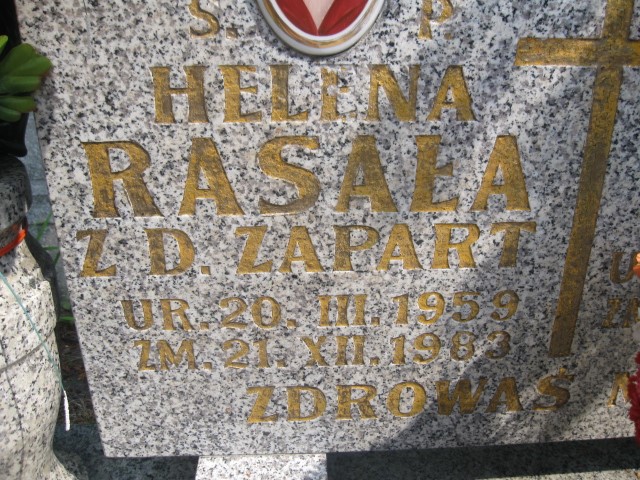 Ś. P.
HELENA
RASAŁA
Z D. ZAPART
UR. 20. III. 1959
ZM. 21. XII. 1983
ZDROWAŚ